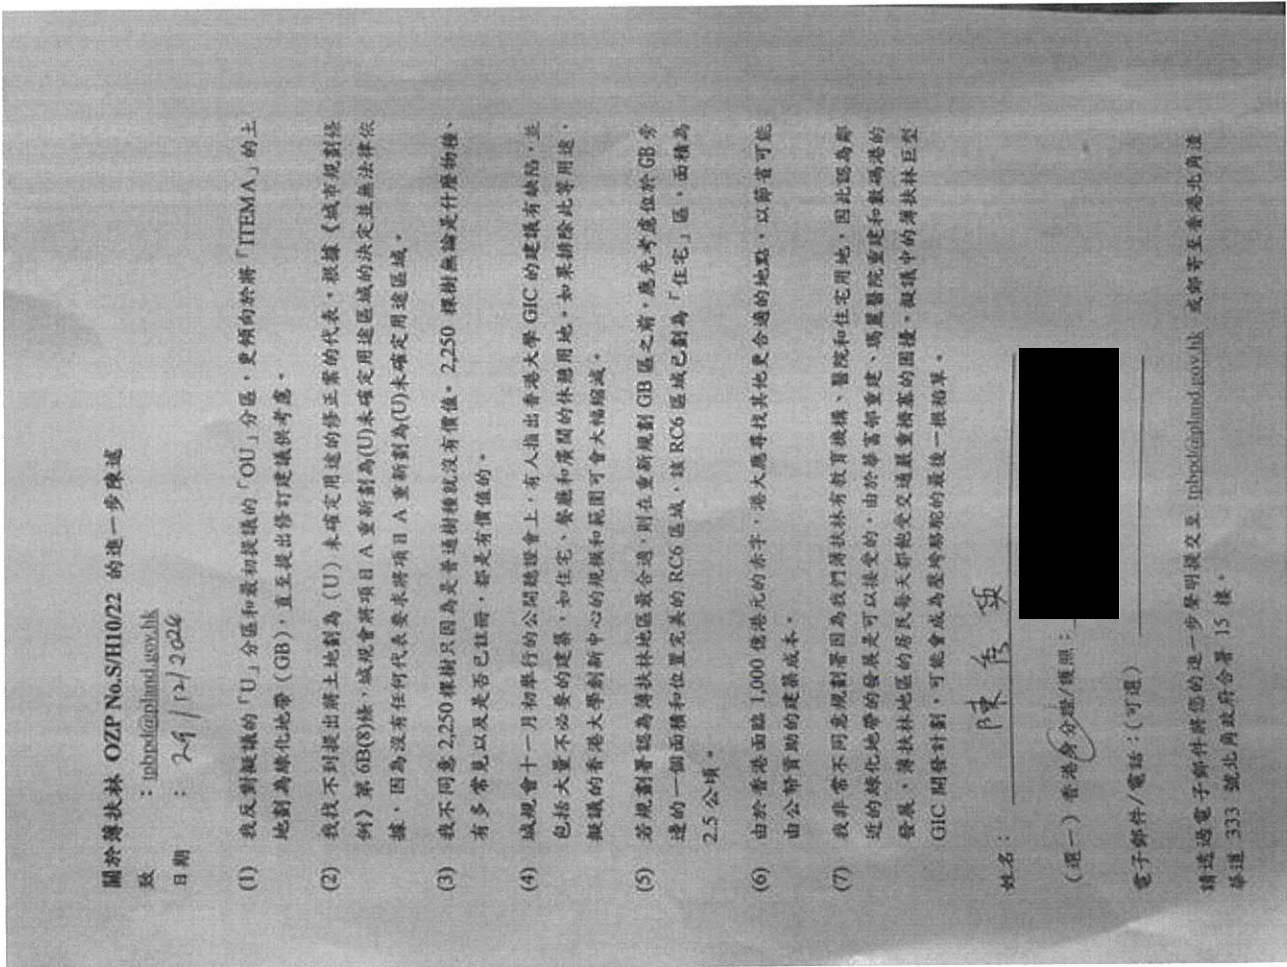 關於薄扶林 OZP No.S/H10/22 的進一步陳述
致 : tpbpd@pland.gov.hk
日期 : 29/12/2024
(1) 我反對擬議的「U」分區和最初提議的「OU」分區,更傾向於將「ITEMA」的土
地劃為綠化地帶(GB),直至提出修訂建議供考慮。
(2) 我找不到提出將土地劃為(U)未確定用途的修正案的代表。根據《城市規劃條
例》第 6B(8)條,城規會將項目 A 重新劃為(U)未確定用途區域的決定並無法律依
據,因為沒有任何代表要求將項目 A 重新劃為(U)未確定用途區域。
(3) 我不同意 2,250 棵樹只因為是普通樹種就沒有價值。2,250 棵樹無論是什麼物種、
有多常見以及是否已註冊,都是有價值的。
(4) 城規會十一月初舉行的公開聽證會上,有人指出香港大學 GIC 的建議有缺陷,並
包括大量不必要的建築,如住宅、餐廳和廣闊的休憩用地。如果排除此等用途,
擬議的香港大學創新中心的規模和範圍可會大幅縮減。
(5) 若規劃署認為薄扶林地區最合適,則在重新規劃 GB 區之前,應先考慮位於 GB 旁
邊的一個面積和位置完美的 RC6 區域,該 RC6 區域已劃為「住宅」區,面積為
2.5 公頃。
(6) 由於香港面臨 1,000 億港元的赤字,港大應尋找其他更合適的地點,以節省可能
由公帑資助的建築成本。
(7) 我非常不同意規劃署因為我們薄扶林有教育機構、醫院和住宅用地,因此認為鄰
近的綠化地帶的發展是可以接受的。由於華富邨重建、瑪麗醫院重建和數碼港的
發展,薄扶林地區的居民每天都飽受交通嚴重擠塞的困擾。擬議中的薄扶林巨型
GIC 開發計劃,可能會成為壓垮駱駝的最後一根稻草。
姓名: 陳秀英
(選一)香港身分證/護照:
電子郵件/電話:(可選)
請透過電子郵件將您的進一步聲明提交至 tpbpd@pland.gov.hk 或郵寄至香港北角渣
華道 333 號北角政府合署 15 樓。